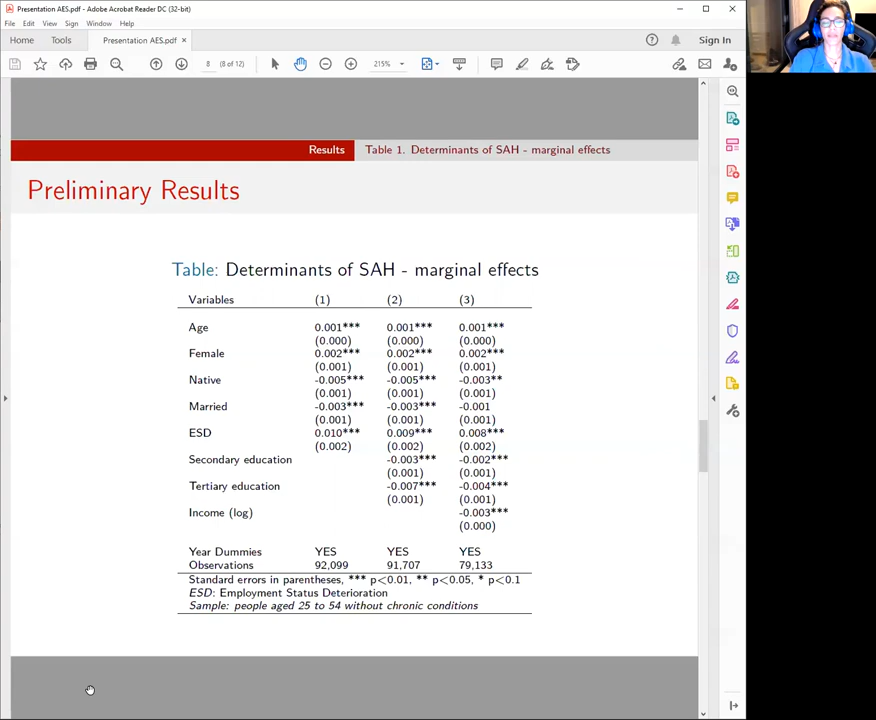 Presentation AES.pdf - Adobe Acrobat Reader DC (32-bit)
File Edit View Sign Window Help
Home Tools Presentation AES.pdf × Sign In
8 (8 of 12) 215%
Results Table 1. Determinants of SAH - marginal effects
Preliminary Results
Table: Determinants of SAH - marginal effects
Variables (1) (2) (3)
Age 0.001*** 0.001*** 0.001***
(0.000) (0.000) (0.000)
Female 0.002*** 0.002*** 0.002***
(0.001) (0.001) (0.001)
Native -0.005*** -0.005*** -0.003**
(0.001) (0.001) (0.001)
Married -0.003*** -0.003*** -0.001
(0.001) (0.001) (0.001)
ESD 0.010*** 0.009*** 0.008***
(0.002) (0.002) (0.002)
Secondary education -0.003*** -0.002***
(0.001) (0.001)
Tertiary education -0.007*** -0.004***
(0.001) (0.001)
Income (log) -0.003***
(0.000)
Year Dummies YES YES YES
Observations 92,099 91,707 79,133
Standard errors in parentheses, *** p<0.01, ** p<0.05, * p<0.1
ESD: Employment Status Deterioration
Sample: people aged 25 to 54 without chronic conditions